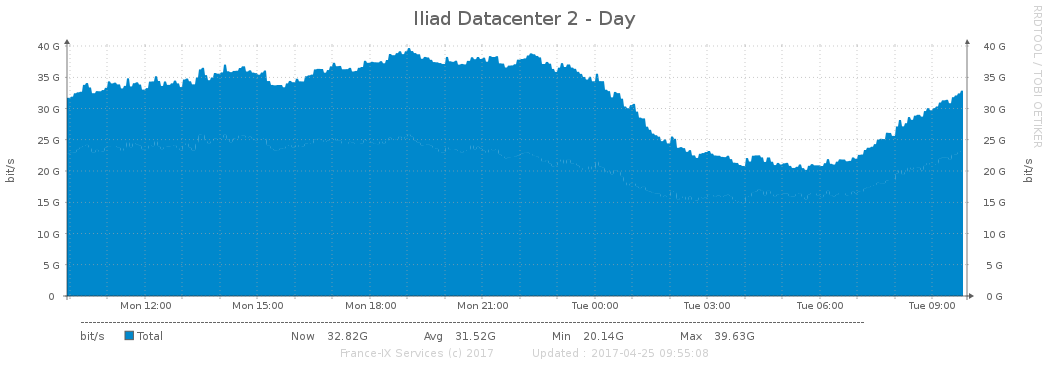 Iliad Datacenter 2 - Day
RRDTOOL / TOBI OETIKER
bit/s
bit/s
40 G 40 G
35 G 35 G
30 G 30 G
25 G 25 G
20 G 20 G
15 G 15 G
10 G 10 G
5 G 5 G
0 0 G
Mon 12:00 Mon 15:00 Mon 18:00 Mon 21:00 Tue 00:00 Tue 03:00 Tue 06:00 Tue 09:00
bit/s Total Now 32.82G Avg 31.52G Min 20.14G Max 39.63G
France-IX Services (c) 2017 Updated : 2017-04-25 09:55:08